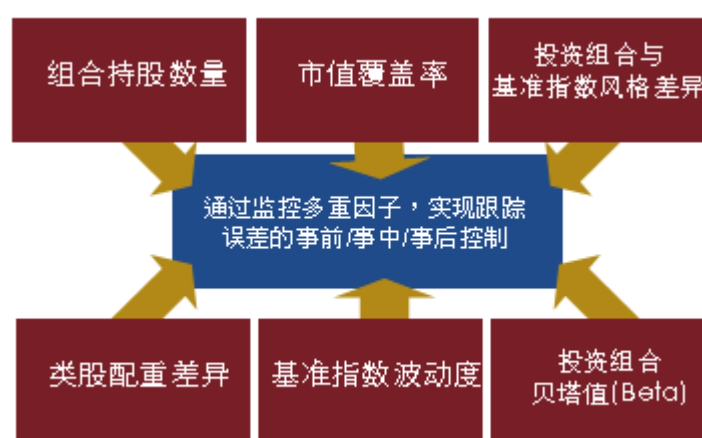 组合持股数量
市值覆盖率
投资组合与
基准指数风格差异
通过监控多重因子，实现跟踪
误差的事前/事中/事后控制
类股配重差异
基准指数波动度
投资组合
贝塔值(Beta)